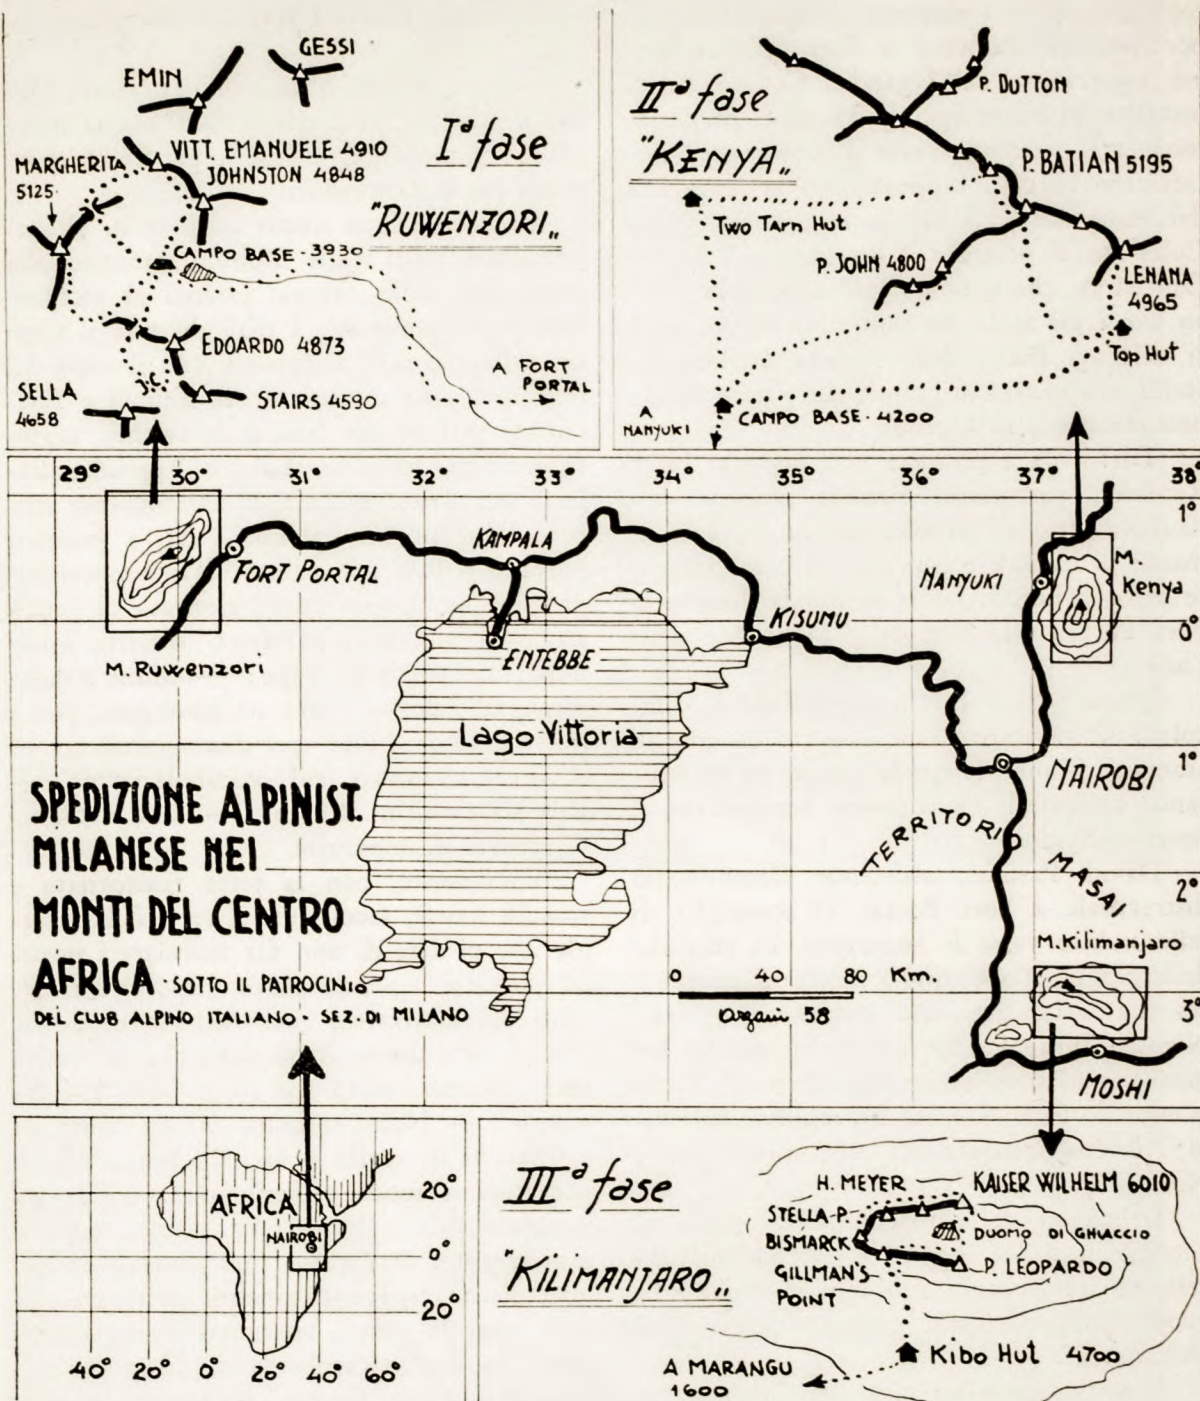 GESSI
EMIN
Iª fase
"RUWENZORI„
VITT. EMANUELE 4910
JOHNSTON 4848
MARGHERITA
5125
CAMPO BASE - 3930
EDOARDO 4873
J.C.
A FORT
PORTAL
SELLA
4658
STAIRS 4590
IIª fase
"KENYA„
P. DUTTON
P. BATIAN 5195
Two Tarn Hut
P. JOHN 4800
LENANA
4965
Top Hut
A
NANYUKI
CAMPO BASE - 4200
29° 30° 31° 32° 33° 34° 35° 36° 37° 38°
1°
KAMPALA
FORT PORTAL
NANYUKI
M.
Kenya
0°
KISUMU
ENTEBBE
M. Ruwenzori
Lago Vittoria
1°
NAIROBI
SPEDIZIONE ALPINIST.
MILANESE NEI
MONTI DEL CENTRO
AFRICA - SOTTO IL PATROCINIO
DEL CLUB ALPINO ITALIANO - SEZ. DI MILANO
TERRITORI
MASAI
2°
M. Kilimanjaro
0 40 80 Km.
58
3°
MOSHI
AFRICA
NAIROBI
20°
0°
20°
40° 20° 0° 20° 40° 60°
IIIª fase
"KILIMANJARO„
H. MEYER
KAISER WILHELM 6010
STELLA P.
BISMARCK
DUOMO DI GHIACCIO
GILLMAN'S
POINT
P. LEOPARDO
Kibo Hut 4700
A MARANGU
1600